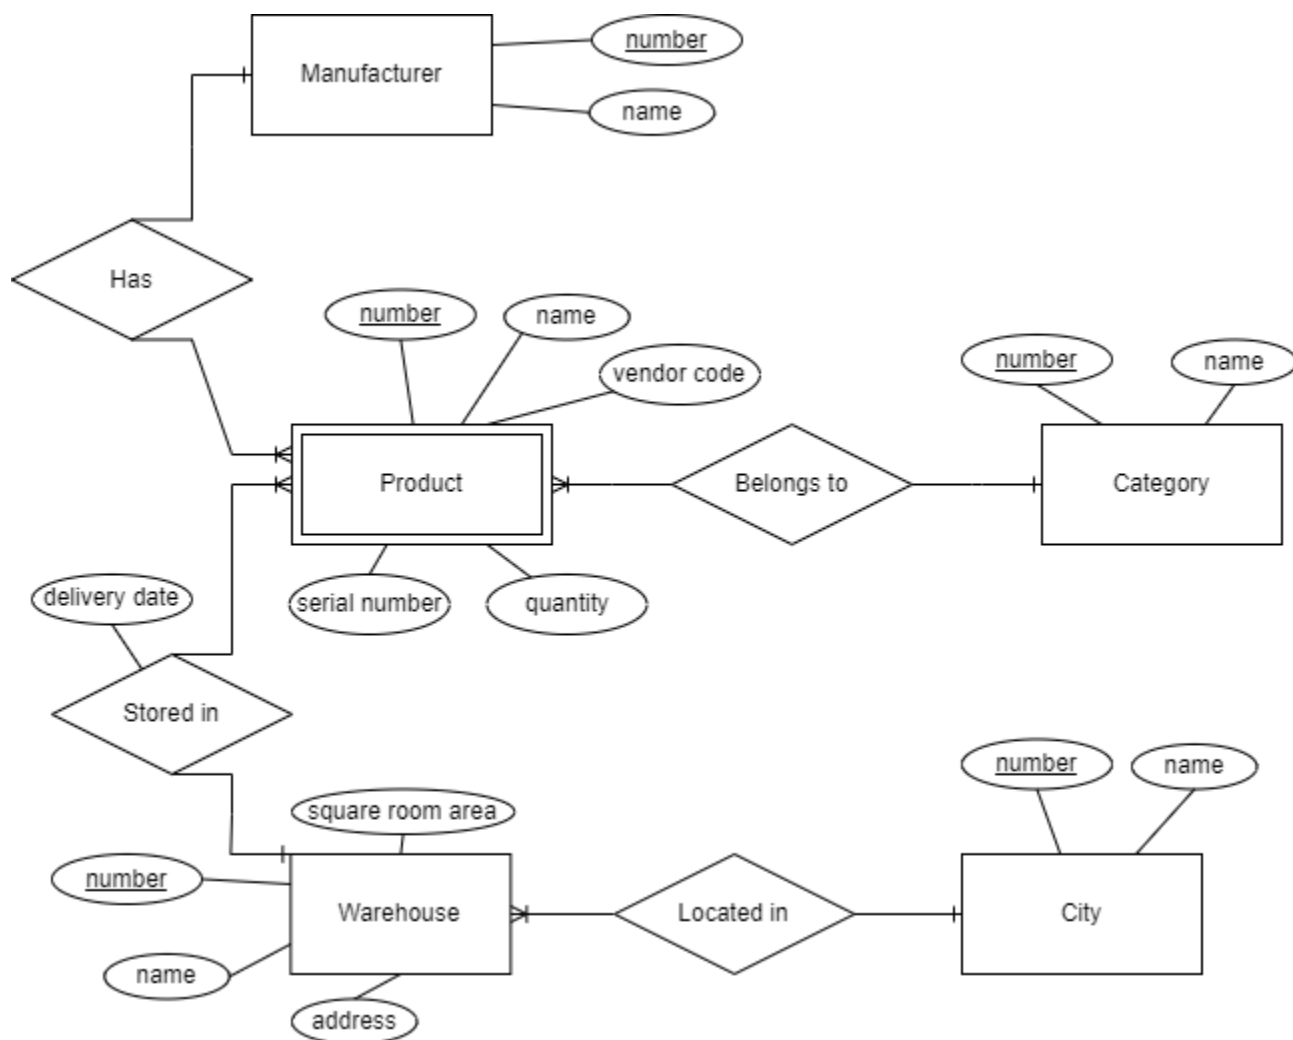 number
Manufacturer
name
Has
number
name
vendor code
number
name
Product
Belongs to
Category
delivery date
serial number
quantity
Stored in
number
name
square room area
number
Warehouse
Located in
City
name
address